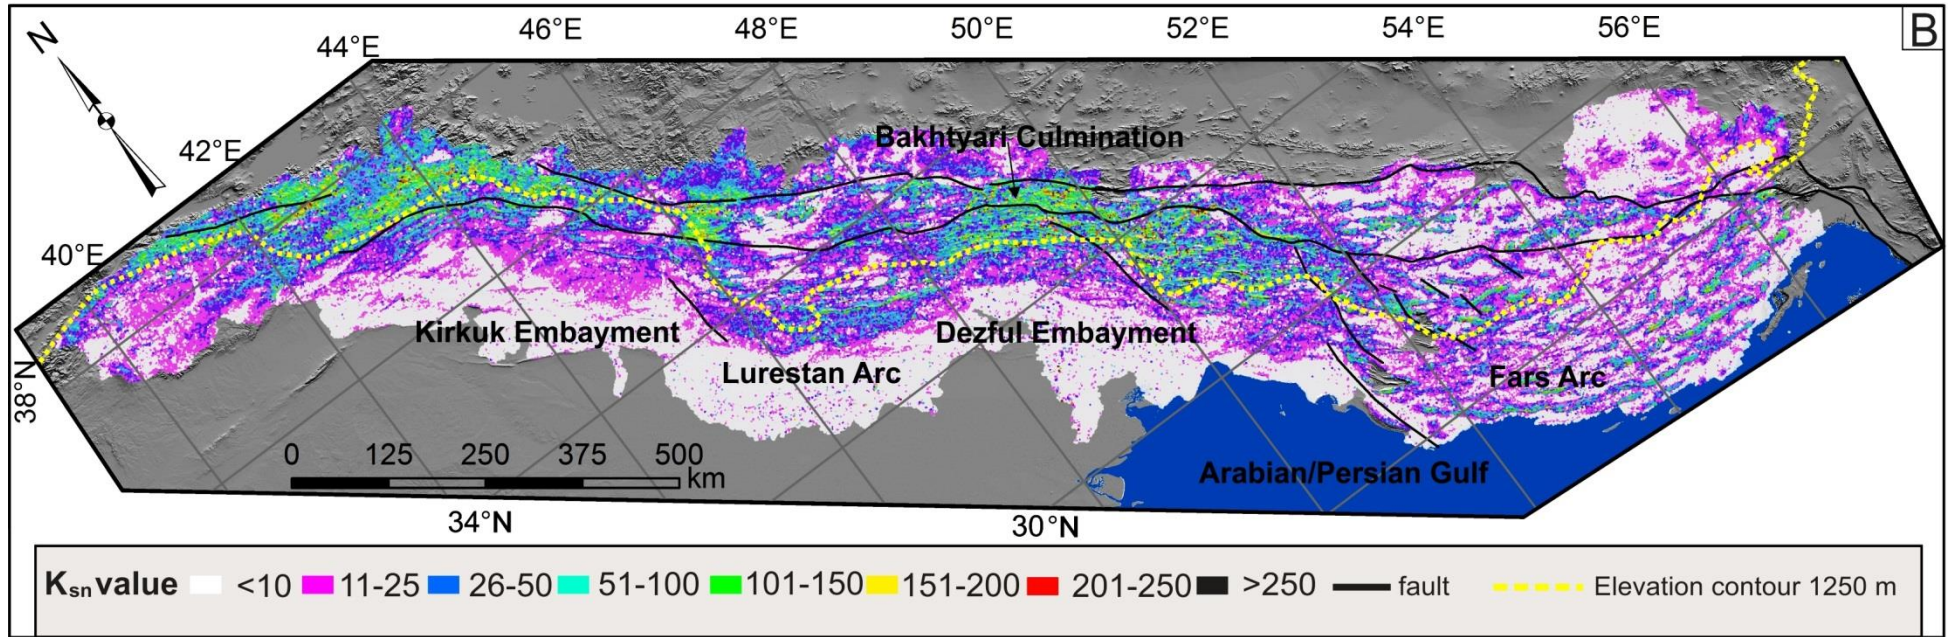 B
N
44°E 46°E 48°E 50°E 52°E 54°E 56°E
42°E
Bakhtyari Culmination
40°E
38°N
Kirkuk Embayment
Dezful Embayment
Lurestan Arc
Fars Arc
0 125 250 375 500
km
Arabian/Persian Gulf
34°N 30°N
Ksn value <10 11-25 26-50 51-100 101-150 151-200 201-250 >250 fault Elevation contour 1250 m